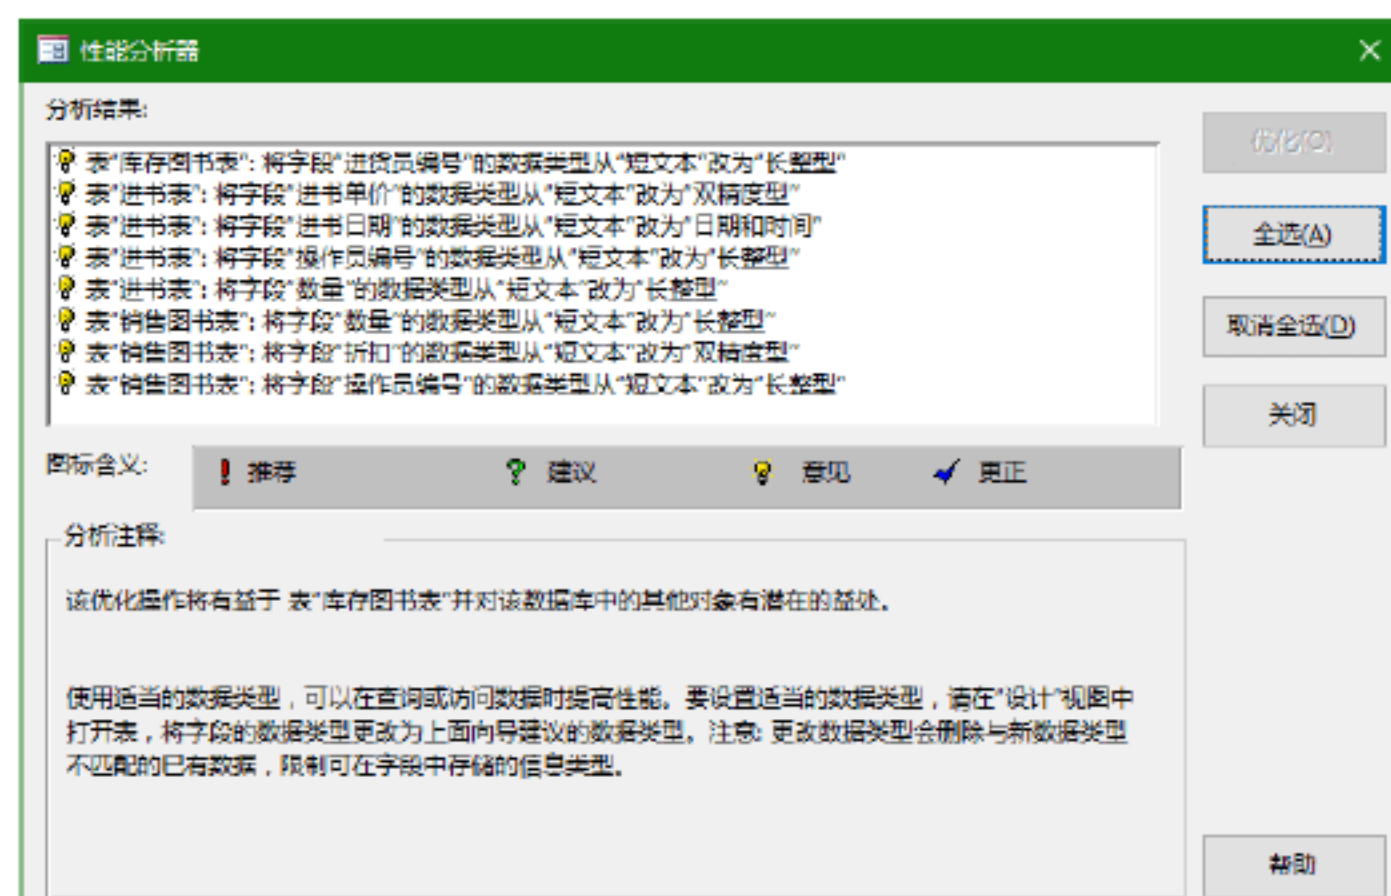 性能分析器
分析结果:
优化(O)
表"库存图书表": 将字段"进货员编号"的数据类型从"短文本"改为"长整型"
表"进书表": 将字段"进书单价"的数据类型从"短文本"改为"双精度型"
表"进书表": 将字段"进书日期"的数据类型从"短文本"改为"日期和时间"
全选(A)
表"进书表": 将字段"操作员编号"的数据类型从"短文本"改为"长整型"
表"进书表": 将字段"数量"的数据类型从"短文本"改为"长整型"
表"销售图书表": 将字段"数量"的数据类型从"短文本"改为"长整型"
取消全选(D)
表"销售图书表": 将字段"折扣"的数据类型从"短文本"改为"双精度型"
表"销售图书表": 将字段"操作员编号"的数据类型从"短文本"改为"长整型"
关闭
图标含义: 推荐 建议 意见 更正
分析注释:
该优化操作将有益于 表"库存图书表"并对该数据库中的其他对象有潜在的益处。
使用适当的数据类型，可以在查询或访问数据时提高性能。要设置适当的数据类型，请在"设计"视图中
打开表，将字段的数据类型更改为上面向导建议的数据类型。注意: 更改数据类型会删除与新数据类型
不匹配的已有数据，限制可在字段中存储的信息类型。
帮助